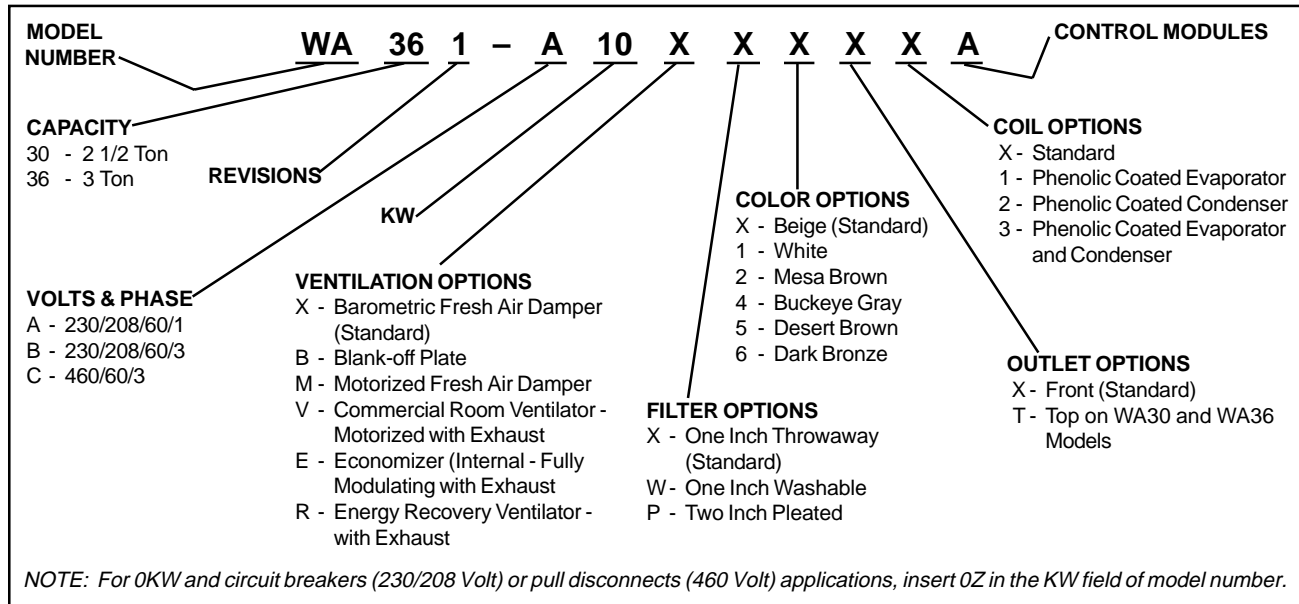 MODEL
NUMBER
WA 36 1 – A 10 X X X X X A
CONTROL MODULES
CAPACITY
30 - 2 1/2 Ton
36 - 3 Ton
REVISIONS
KW
VOLTS & PHASE
A - 230/208/60/1
B - 230/208/60/3
C - 460/60/3
VENTILATION OPTIONS
X - Barometric Fresh Air Damper
(Standard)
B - Blank-off Plate
M - Motorized Fresh Air Damper
V - Commercial Room Ventilator -
Motorized with Exhaust
E - Economizer (Internal - Fully
Modulating with Exhaust
R - Energy Recovery Ventilator -
with Exhaust
FILTER OPTIONS
X - One Inch Throwaway
(Standard)
W - One Inch Washable
P - Two Inch Pleated
COLOR OPTIONS
X - Beige (Standard)
1 - White
2 - Mesa Brown
4 - Buckeye Gray
5 - Desert Brown
6 - Dark Bronze
OUTLET OPTIONS
X - Front (Standard)
T - Top on WA30 and WA36
Models
COIL OPTIONS
X - Standard
1 - Phenolic Coated Evaporator
2 - Phenolic Coated Condenser
3 - Phenolic Coated Evaporator
and Condenser
NOTE: For 0KW and circuit breakers (230/208 Volt) or pull disconnects (460 Volt) applications, insert 0Z in the KW field of model number.